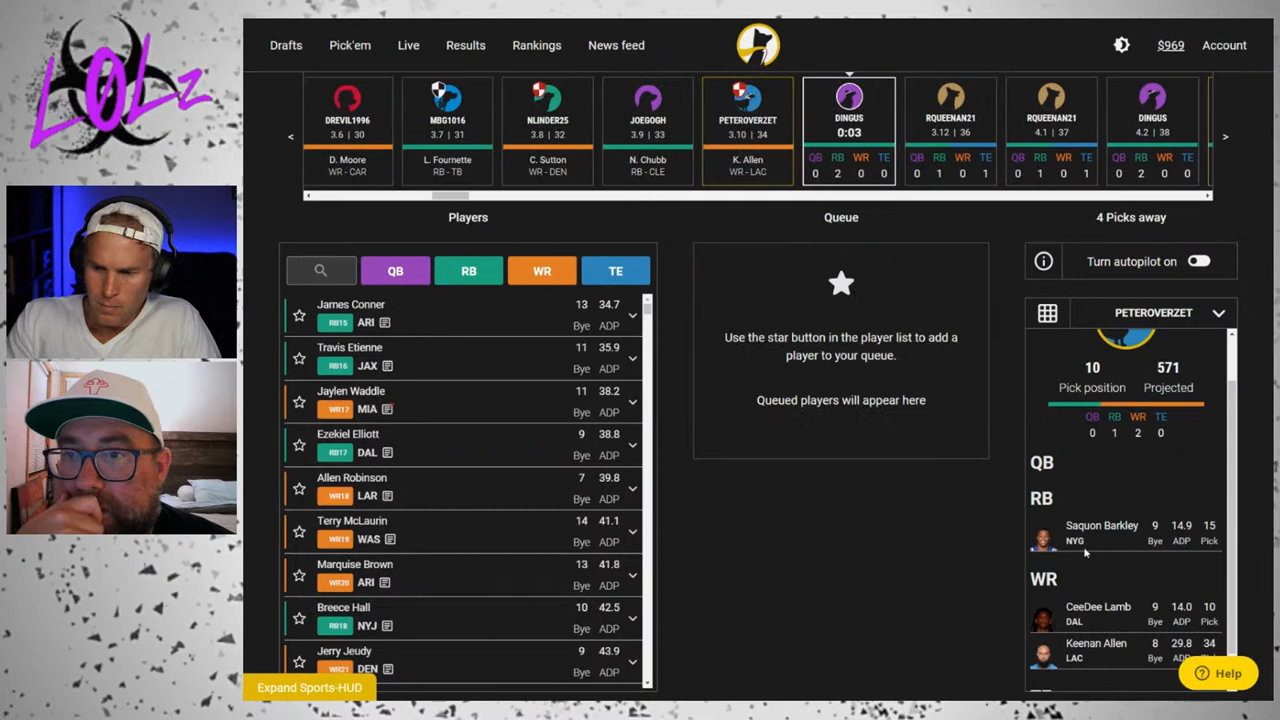 LOLz
Drafts
Pick'em
Live
Results
Rankings
News feed
$969
Account
<
DREVIL1996
3.6 | 30
D. Moore
WR - CAR
MBG1016
3.7 | 31
L. Fournette
RB - TB
NLINDER25
3.8 | 32
C. Sutton
WR - DEN
JOEGOGH
3.9 | 33
N. Chubb
RB - CLE
PETEROVERZET
3.10 | 34
K. Allen
WR - LAC
DINGUS
0:03
QB RB WR TE
0 2 0 0
RQUEENAN21
3.12 | 36
QB RB WR TE
0 1 0 1
RQUEENAN21
4.1 | 37
QB RB WR TE
0 1 0 1
DINGUS
4.2 | 38
QB RB WR TE
0 2 0 0
>
Players
QB
RB
WR
TE
James Conner
13 34.7
RB15 ARI
Bye ADP
Travis Etienne
11 35.9
RB16 JAX
Bye ADP
Jaylen Waddle
11 38.2
WR17 MIA
Bye ADP
Ezekiel Elliott
9 38.8
RB17 DAL
Bye ADP
Allen Robinson
7 39.8
WR18 LAR
Bye ADP
Terry McLaurin
14 41.1
WR19 WAS
Bye ADP
Marquise Brown
13 41.8
WR20 ARI
Bye ADP
Breece Hall
10 42.5
RB18 NYJ
Bye ADP
Jerry Jeudy
9 43.9
WR21 DEN
Bye ADP
Expand Sports-HUD
Queue
Use the star button in the player list to add a
player to your queue.
Queued players will appear here
4 Picks away
Turn autopilot on
PETEROVERZET
10 571
Pick position Projected
QB RB WR TE
0 1 2 0
QB
RB
Saquon Barkley 9 14.9 15
NYG Bye ADP Pick
WR
CeeDee Lamb 9 14.0 10
DAL Bye ADP Pick
Keenan Allen 8 29.8 34
LAC
Help